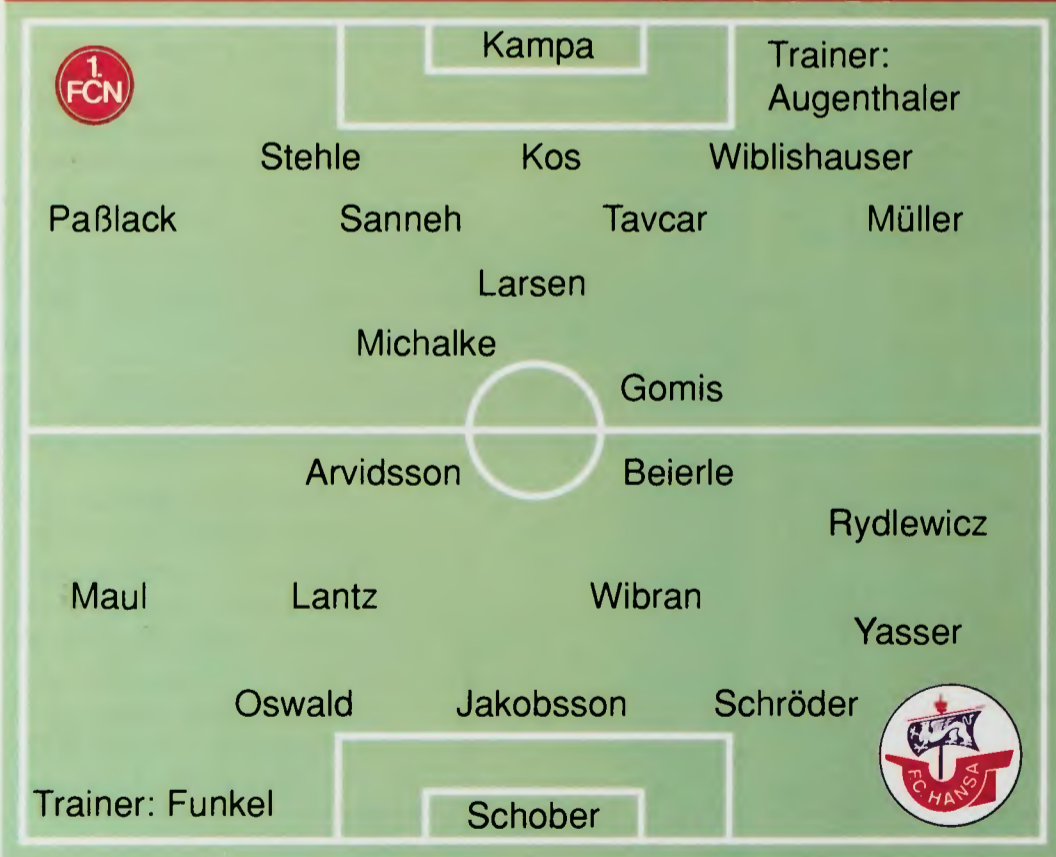 1.
FCN
Kampa
Trainer:
Augenthaler
Stehle Kos Wiblishauser
Paßlack Sanneh Tavcar Müller
Larsen
Michalke
Gomis
Arvidsson Beierle
Rydlewicz
Maul Lantz Wibran
Yasser
Oswald Jakobsson Schröder
F.C. HANSA
Trainer: Funkel
Schober